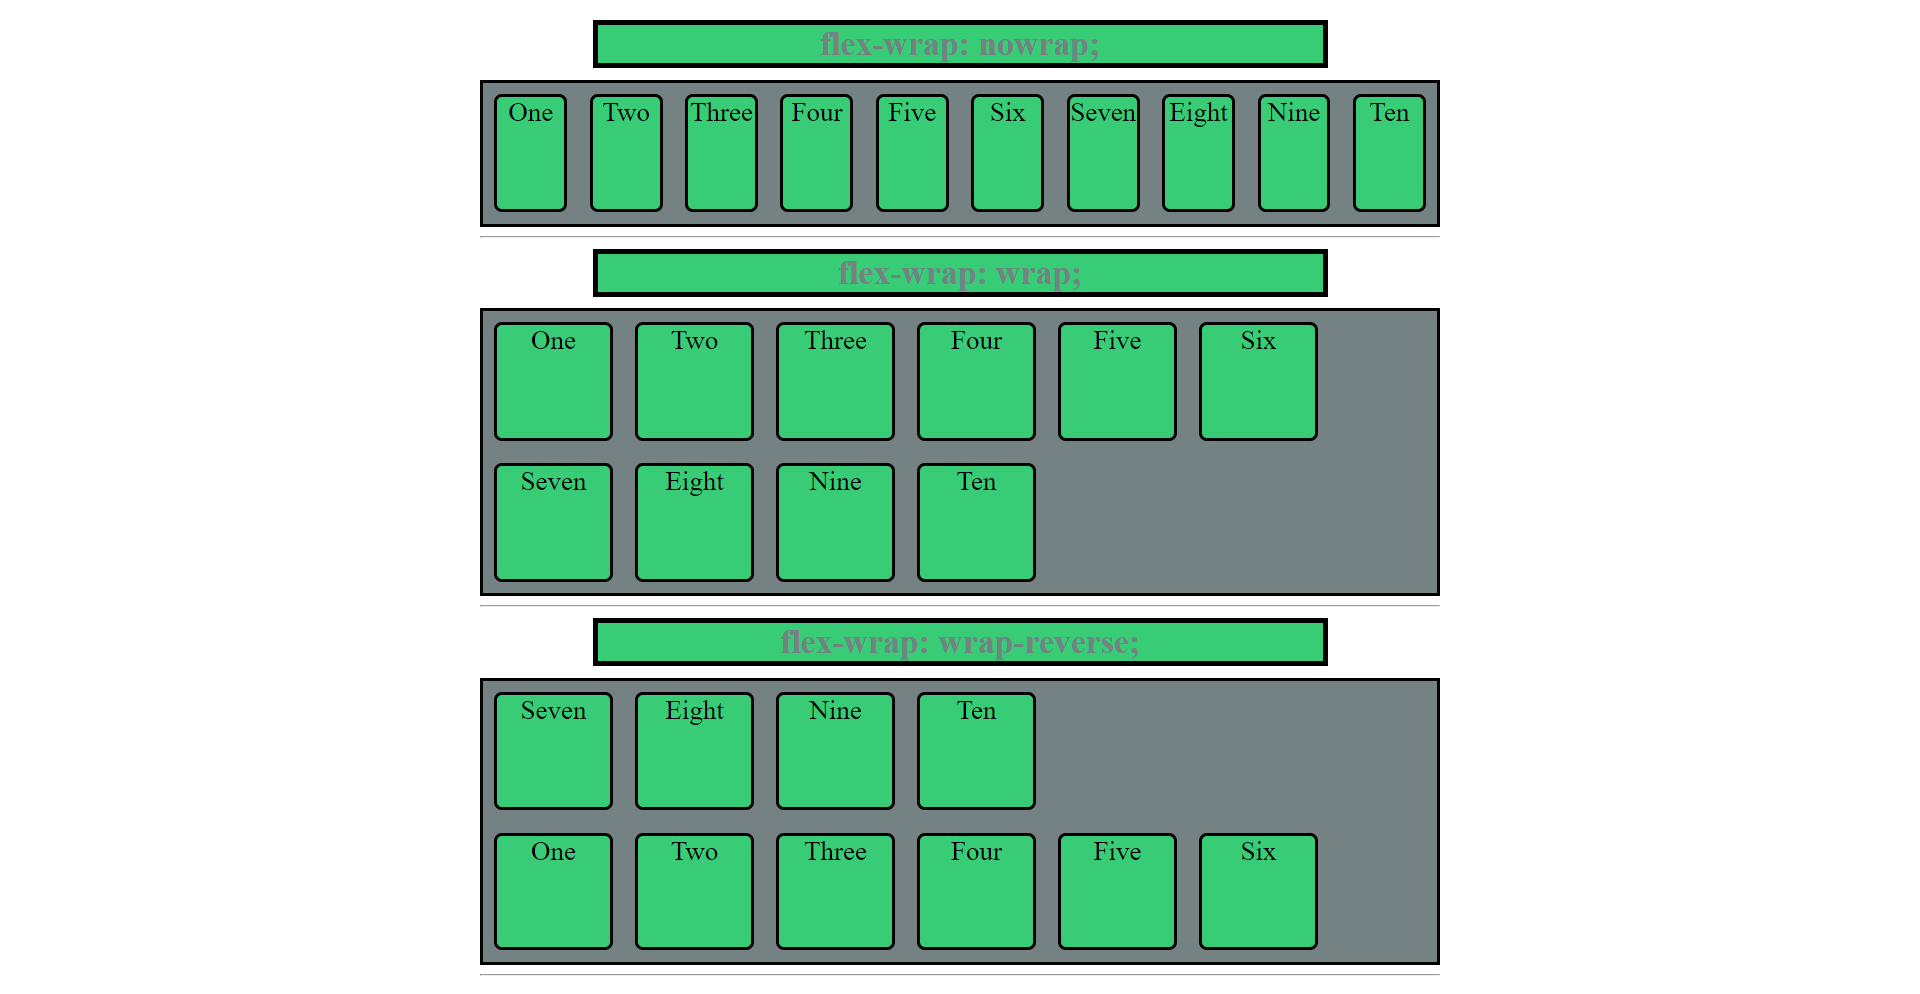 flex-wrap: nowrap;
One Two Three Four Five Six Seven Eight Nine Ten
flex-wrap: wrap;
One Two Three Four Five Six
Seven Eight Nine Ten
flex-wrap: wrap-reverse;
Seven Eight Nine Ten
One Two Three Four Five Six